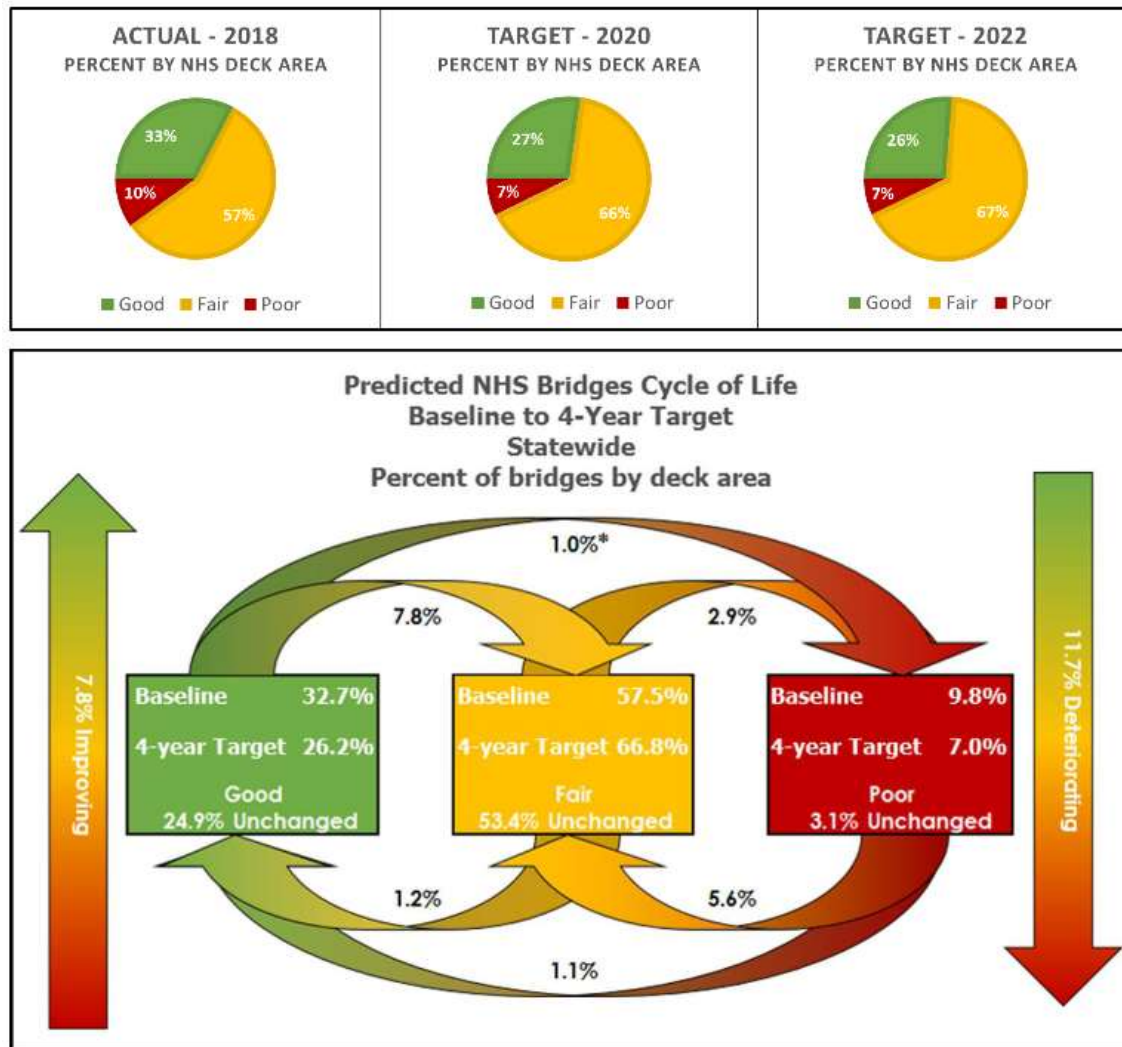 ACTUAL - 2018
PERCENT BY NHS DECK AREA
33%
10%
57%
Good Fair Poor
TARGET - 2020
PERCENT BY NHS DECK AREA
27%
7%
66%
Good Fair Poor
TARGET - 2022
PERCENT BY NHS DECK AREA
26%
7%
67%
Good Fair Poor
Predicted NHS Bridges Cycle of Life
Baseline to 4-Year Target
Statewide
Percent of bridges by deck area
7.8% Improving
1.0%*
7.8%
2.9%
Baseline 32.7%
4-year Target 26.2%
Good
24.9% Unchanged
Baseline 57.5%
4-year Target 66.8%
Fair
53.4% Unchanged
Baseline 9.8%
4-year Target 7.0%
Poor
3.1% Unchanged
1.2%
5.6%
1.1%
11.7% Deteriorating